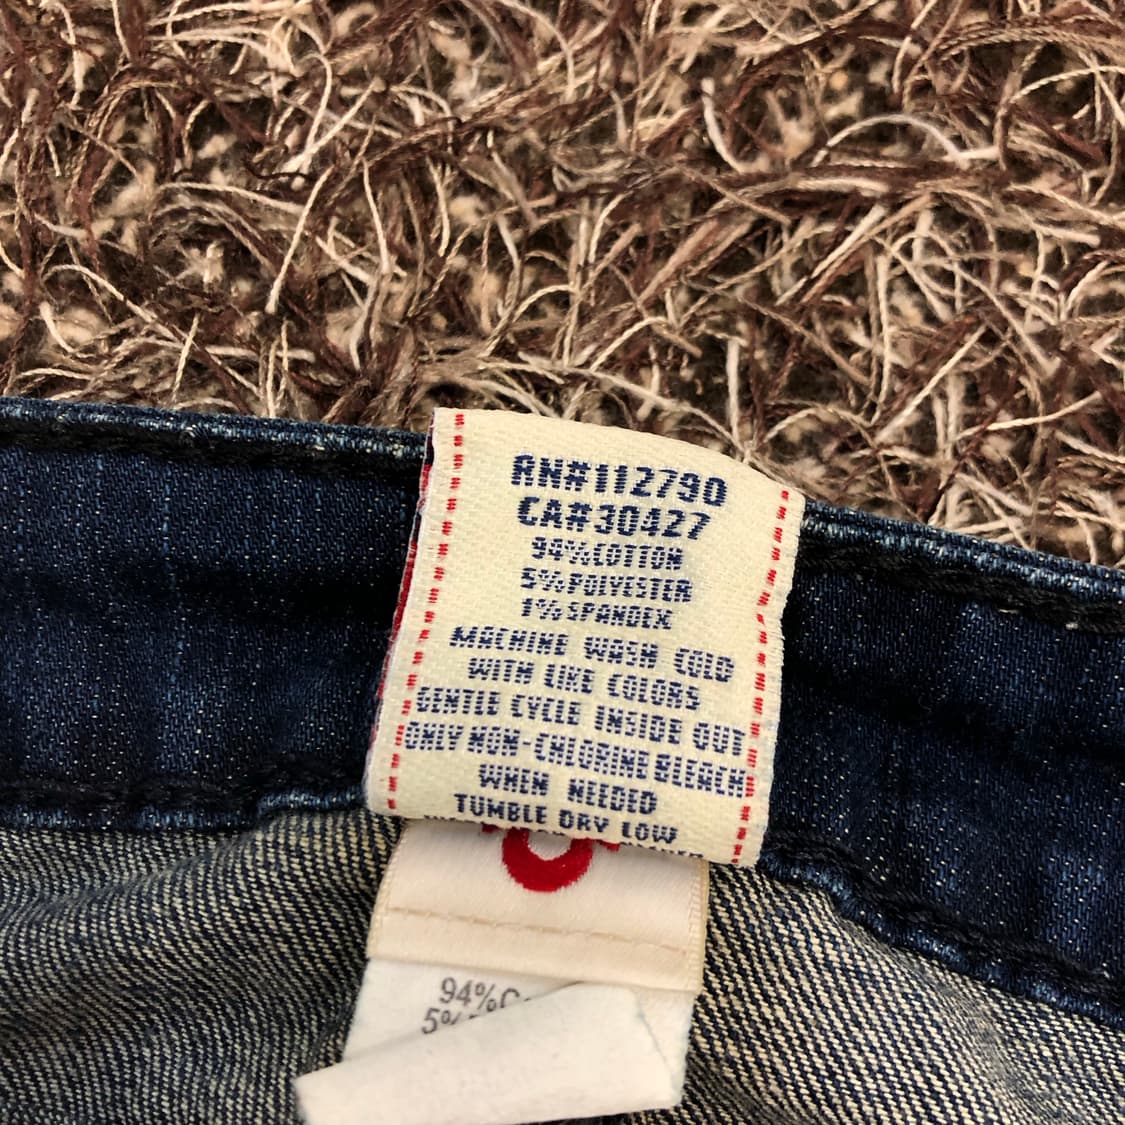 RN#112790
CA#30427
94%COTTON
5%POLYESTER
1%SPANDEX
MACHINE WASH COLD
WITH LIKE COLORS
GENTLE CYCLE INSIDE OUT
ONLY NON-CHLORINE BLEACH
WHEN NEEDED
TUMBLE DRY LOW
94%
5%